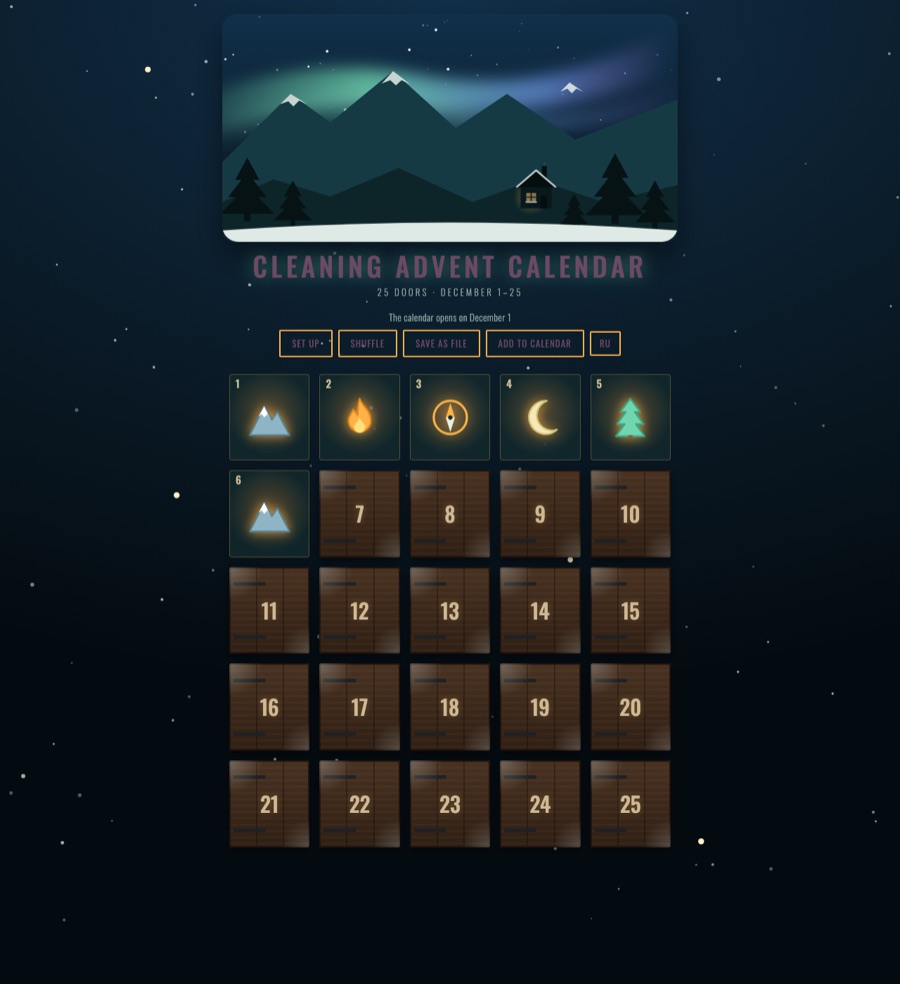 CLEANING ADVENT CALENDAR
25 DOORS · DECEMBER 1–25
The calendar opens on December 1
SET UP SHUFFLE SAVE AS FILE ADD TO CALENDAR RU
1 2 3 4 5
6 7 8 9 10
11 12 13 14 15
16 17 18 19 20
21 22 23 24 25